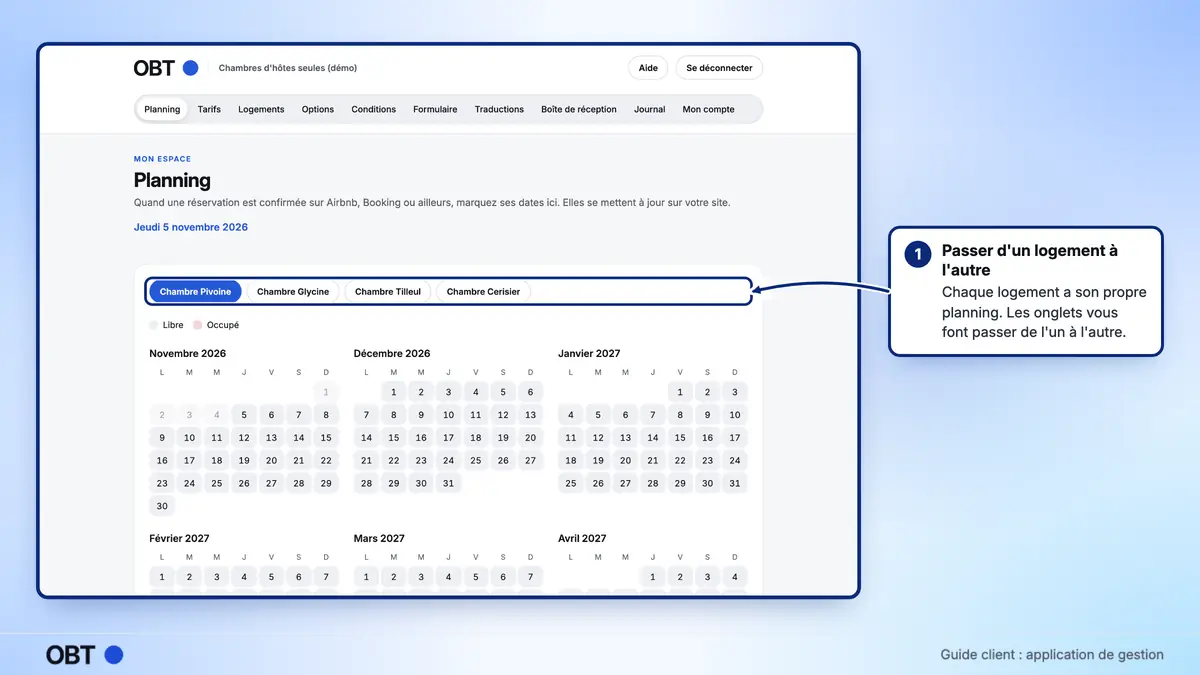 OBT
Chambres d'hôtes seules (démo)
Aide
Se déconnecter
Planning Tarifs Logements Options Conditions Formulaire Traductions Boîte de réception Journal Mon compte
MON ESPACE
Planning
Quand une réservation est confirmée sur Airbnb, Booking ou ailleurs, marquez ses dates ici. Elles se mettent à jour sur votre site.
Jeudi 5 novembre 2026
Chambre Pivoine Chambre Glycine Chambre Tilleul Chambre Cerisier
Libre Occupé
Novembre 2026
L M M J V S D
1
2 3 4 5 6 7 8
9 10 11 12 13 14 15
16 17 18 19 20 21 22
23 24 25 26 27 28 29
30
Décembre 2026
L M M J V S D
1 2 3 4 5 6
7 8 9 10 11 12 13
14 15 16 17 18 19 20
21 22 23 24 25 26 27
28 29 30 31
Janvier 2027
L M M J V S D
1 2 3
4 5 6 7 8 9 10
11 12 13 14 15 16 17
18 19 20 21 22 23 24
25 26 27 28 29 30 31
Février 2027
L M M J V S D
1 2 3 4 5 6 7
Mars 2027
L M M J V S D
1 2 3 4 5 6 7
Avril 2027
L M M J V S D
1 2 3 4
1
Passer d'un logement à
l'autre
Chaque logement a son propre
planning. Les onglets vous
font passer de l'un à l'autre.
OBT
Guide client : application de gestion